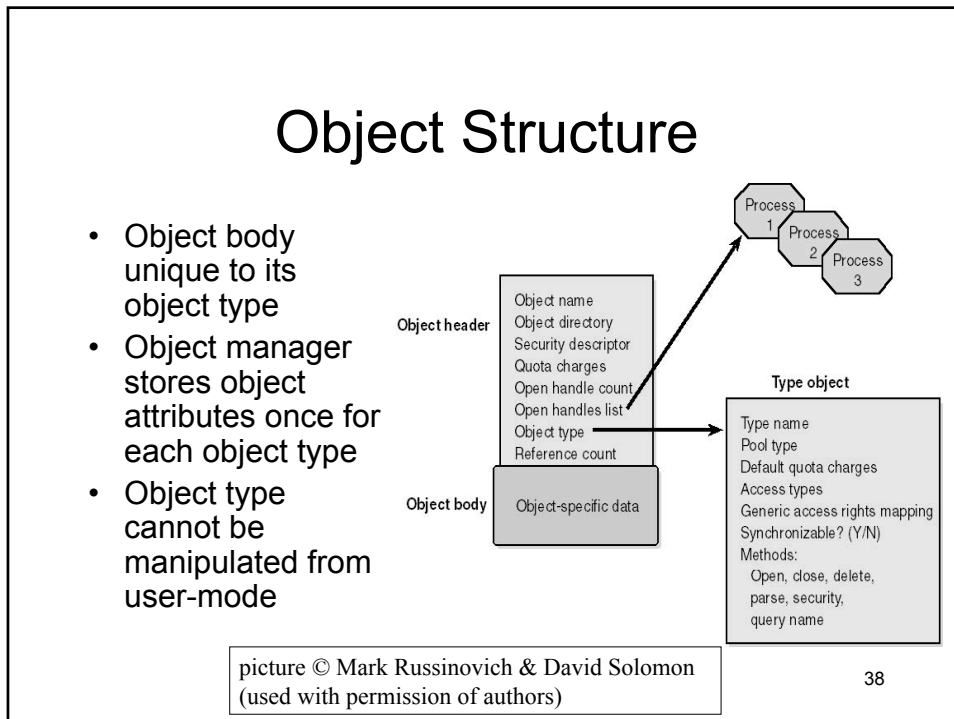 Object Structure
• Object body
unique to its
object type
• Object manager
stores object
attributes once for
each object type
• Object type
cannot be
manipulated from
user-mode
Process
1
Process
2
Process
3
Object header
Object name
Object directory
Security descriptor
Quota charges
Open handle count
Open handles list
Object type
Reference count
Object body
Object-specific data
Type object
Type name
Pool type
Default quota charges
Access types
Generic access rights mapping
Synchronizable? (Y/N)
Methods:
Open, close, delete,
parse, security,
query name
picture © Mark Russinovich & David Solomon
(used with permission of authors)
38